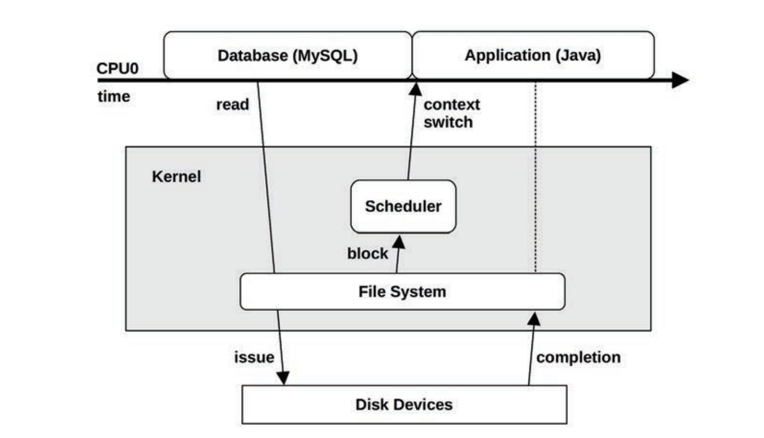 Database (MySQL)
Application (Java)
CPU0
time
read
context
switch
Kernel
Scheduler
block
File System
issue
completion
Disk Devices